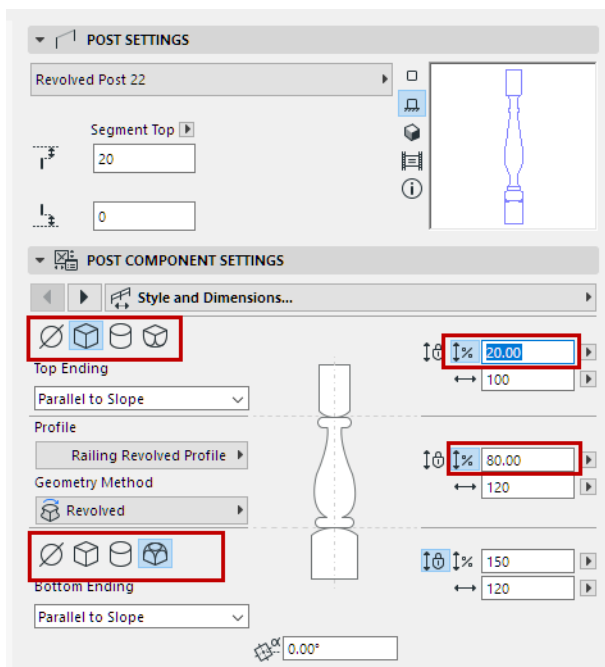 POST SETTINGS
Revolved Post 22
Segment Top
20
0
POST COMPONENT SETTINGS
Style and Dimensions...
% 20.00
Top Ending
100
Parallel to Slope
Profile
Railing Revolved Profile
% 80.00
Geometry Method
120
Revolved
% 150
Bottom Ending
120
Parallel to Slope
α 0.00°